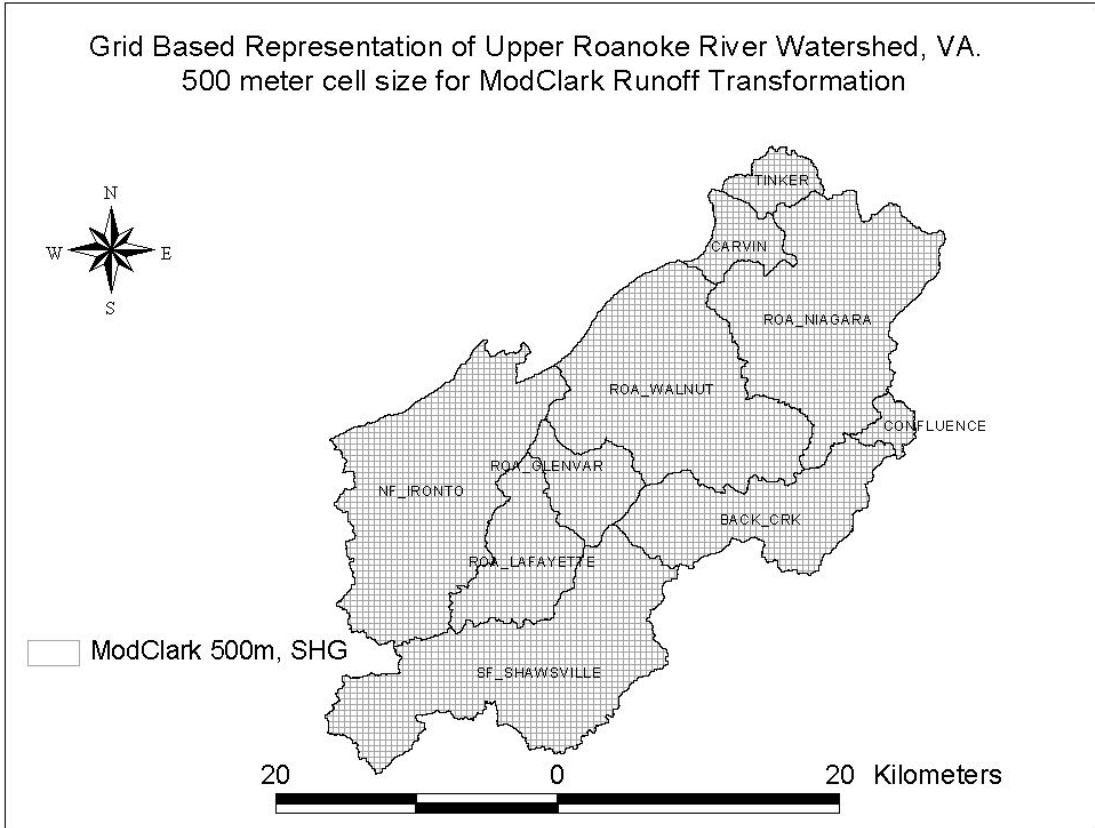 Grid Based Representation of Upper Roanoke River Watershed, VA.
500 meter cell size for ModClark Runoff Transformation
N
W
E
S
TINKER
CARVIN
ROA_NIAGARA
ROA_WALNUT
CONFLUENCE
ROA_GLENVAR
NF_IRONTO
BACK_CRK
ROA_LAFAYETTE
ModClark 500m, SHG
SF_SHAWSVILLE
20 0 20 Kilometers